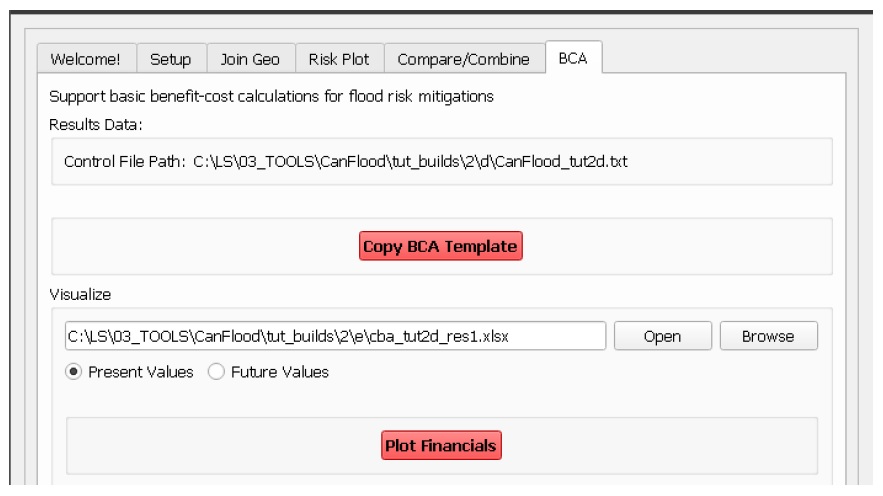 Welcome! Setup Join Geo Risk Plot Compare/Combine BCA
Support basic benefit-cost calculations for flood risk mitigations
Results Data:
Control File Path: C:\LS\03_TOOLS\CanFlood\tut_builds\2\d\CanFlood_tut2d.txt
Copy BCA Template
Visualize
C:\LS\03_TOOLS\CanFlood\tut_builds\2\e\cba_tut2d_res1.xlsx Open Browse
Present Values Future Values
Plot Financials